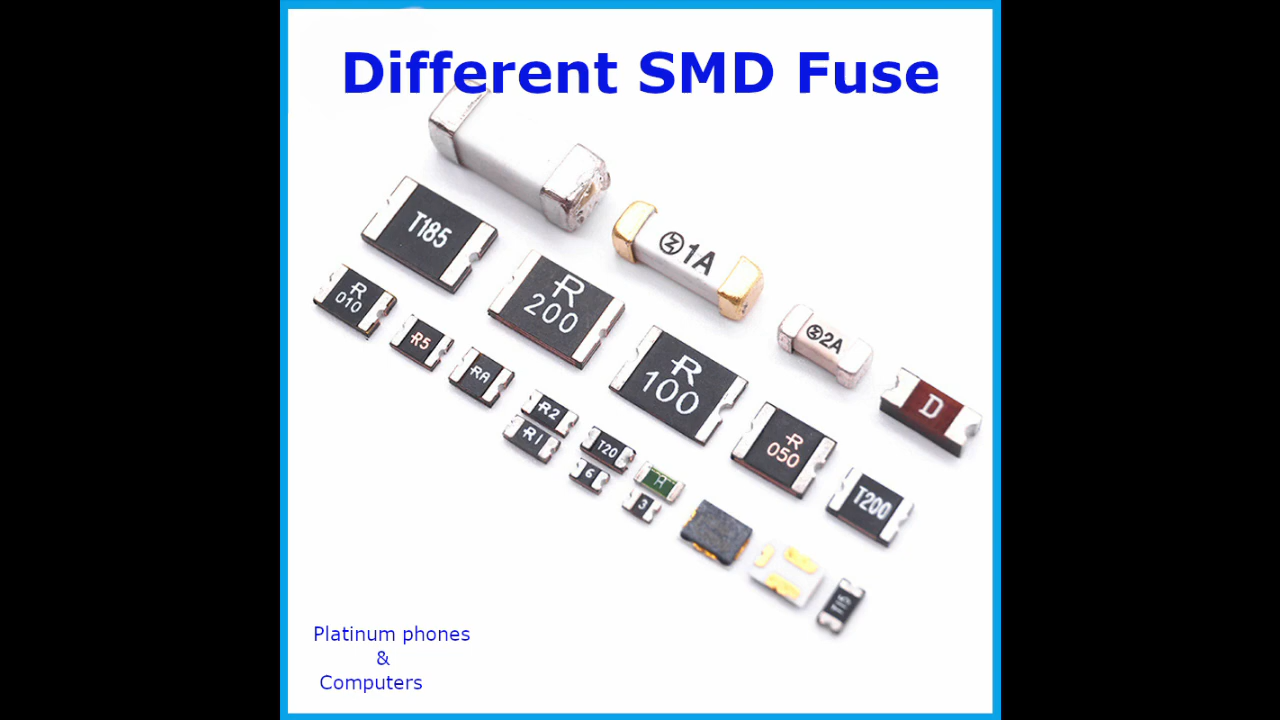 Different SMD Fuse
T185
1A
R
010
R
200
2A
R5
R
100
D
RA
R2
R1
T20
R
050
6
A
3
T200
Platinum phones
&
Computers